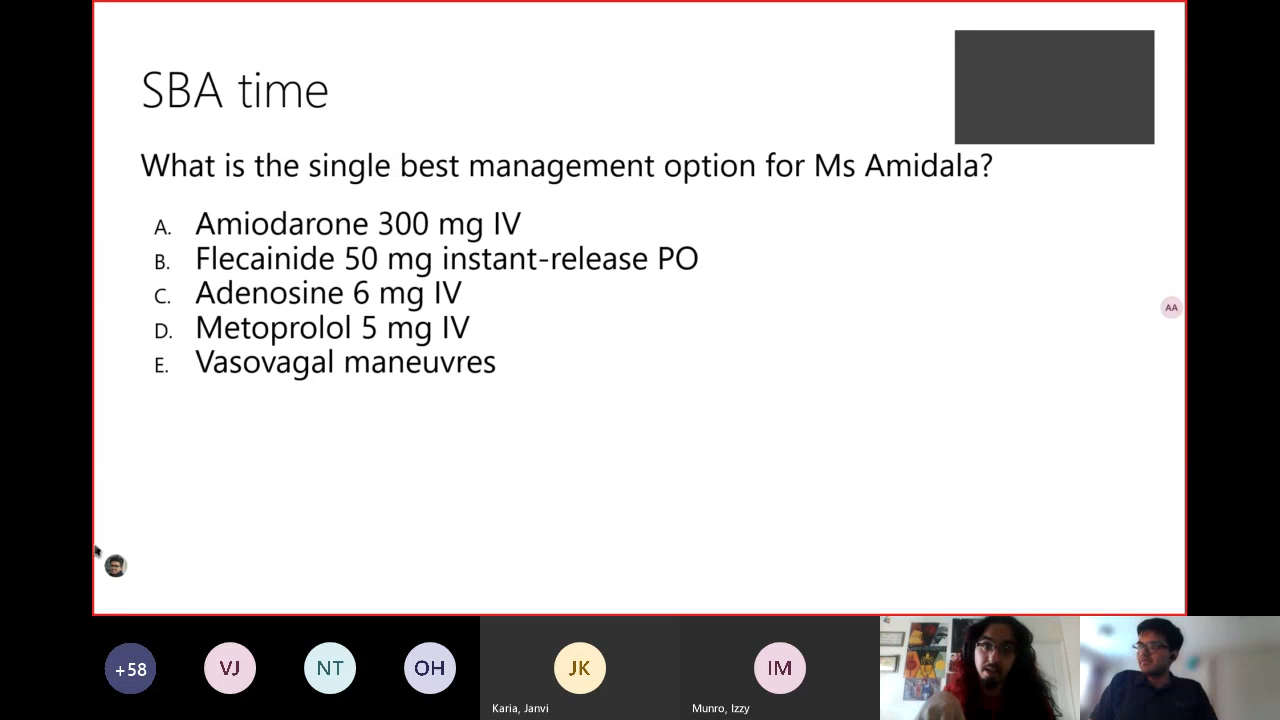 SBA time
What is the single best management option for Ms Amidala?
A. Amiodarone 300 mg IV
B. Flecainide 50 mg instant-release PO
C. Adenosine 6 mg IV
D. Metoprolol 5 mg IV
E. Vasovagal maneuvres
AA
+58
VJ
NT
OH
JK
IM
Karia, Janvi
Munro, Izzy